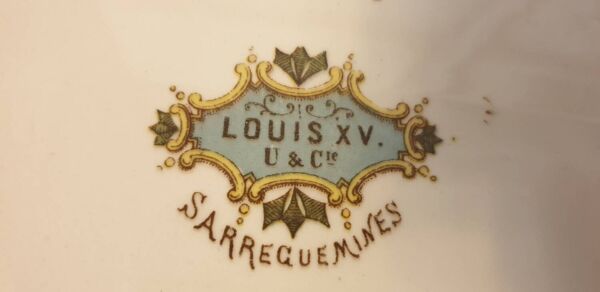 LOUIS XV.
U & Cie
SARREGUEMINES